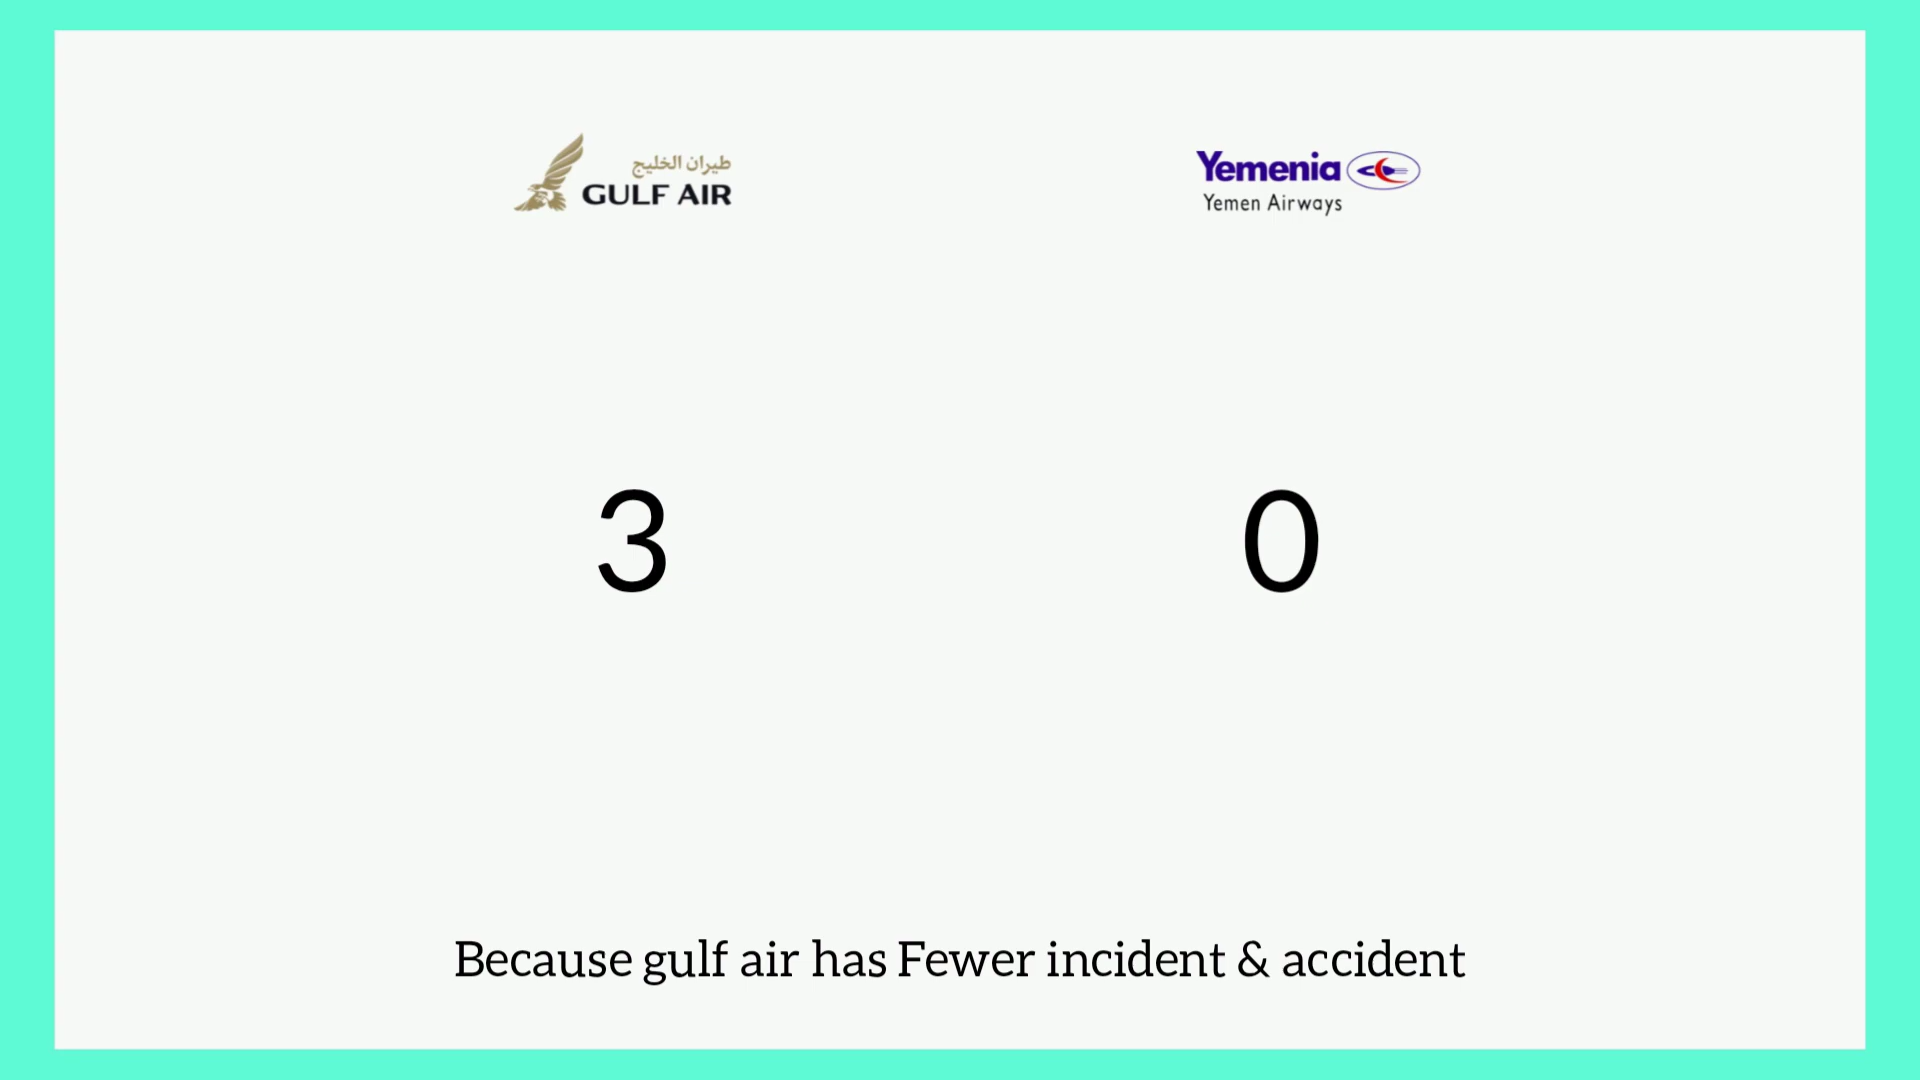 طيران الخليج
GULF AIR
Yemenia
Yemen Airways
3
0
Because gulf air has Fewer incident & accident